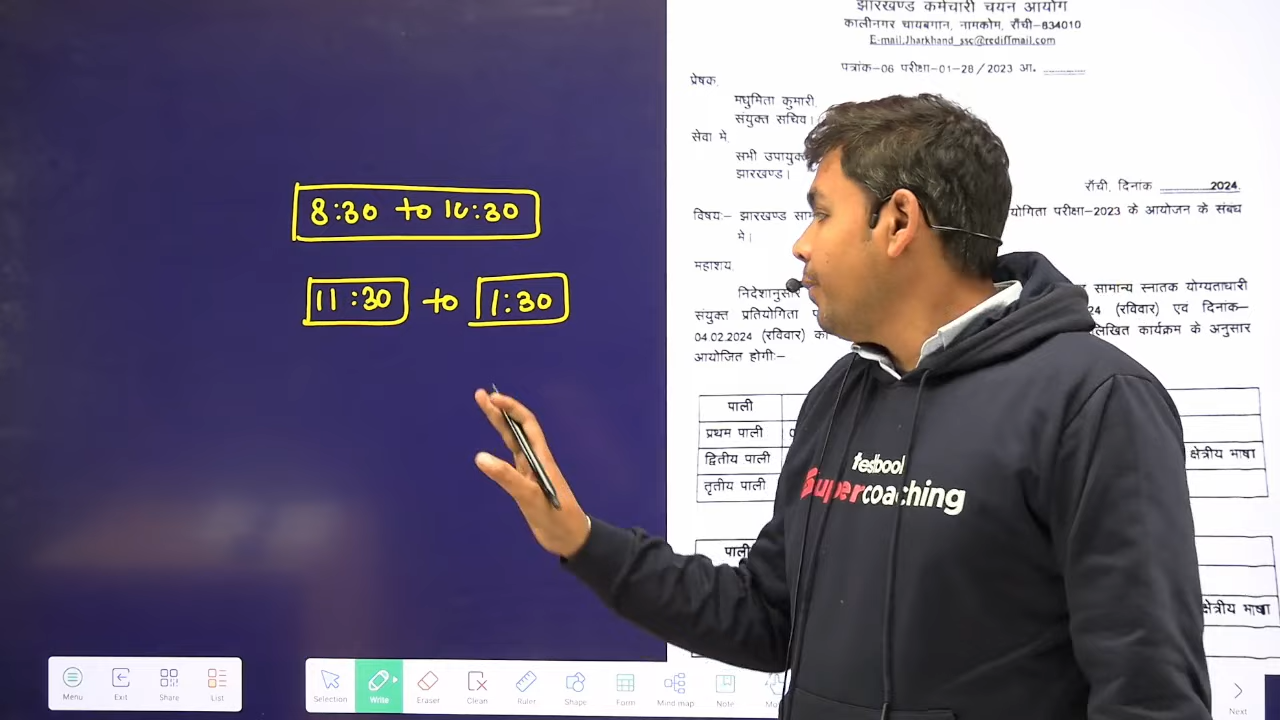 8:30 to 10:30
11:30 to 1:30
झारखण्ड कर्मचारी चयन आयोग
कालीनगर चायबगान, नामकोम, राँची-834010
E-mail.Jharkhand_ssc@rediffmail.com
पत्रांक-06 परीक्षा-01-28/2023 आ.
प्रेषक,
मधुमिता कुमारी,
संयुक्त सचिव।
सेवा में,
सभी उपायुक्त
झारखण्ड।
राँची, दिनांक 2024.
विषयः- झारखण्ड योगिता परीक्षा-2023 के आयोजन के संबंध
में।
महाशय,
निदेशानुसार सामान्य स्नातक योग्यताधारी
संयुक्त प्रतियोगिता 24 (रविवार) एवं दिनांक-
04.02.2024 (रविवार) लिखित कार्यक्रम के अनुसार
आयोजित होगी:-
पाली
प्रथम पाली
द्वितीय पाली क्षेत्रीय भाषा
तृतीय पाली
पाली
क्षेत्रीय भाषा
testbook
Supercoaching
Menu Exit Share List Selection Write Eraser Clean Ruler Shape Form Mind map Note Next